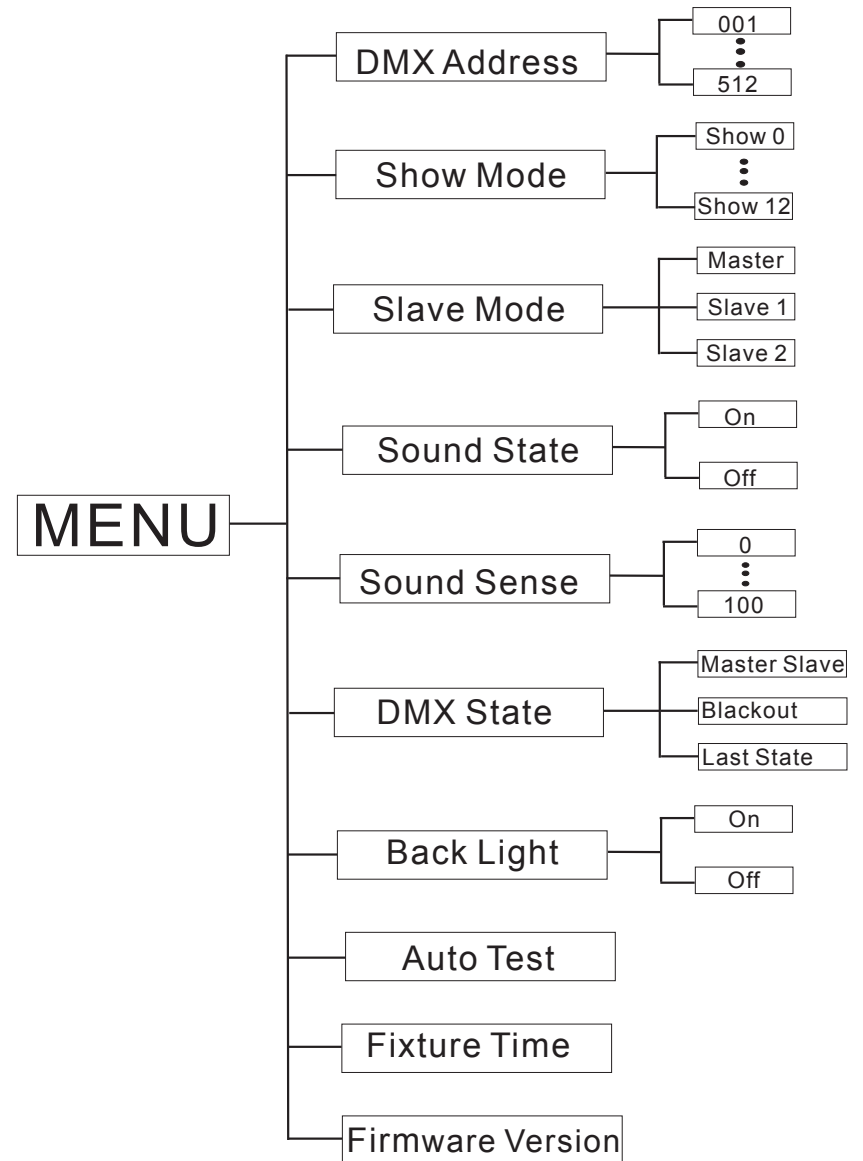 MENU
DMX Address
001
512
Show Mode
Show 0
Show 12
Slave Mode
Master
Slave 1
Slave 2
Sound State
On
Off
Sound Sense
0
100
DMX State
Master Slave
Blackout
Last State
Back Light
On
Off
Auto Test
Fixture Time
Firmware Version